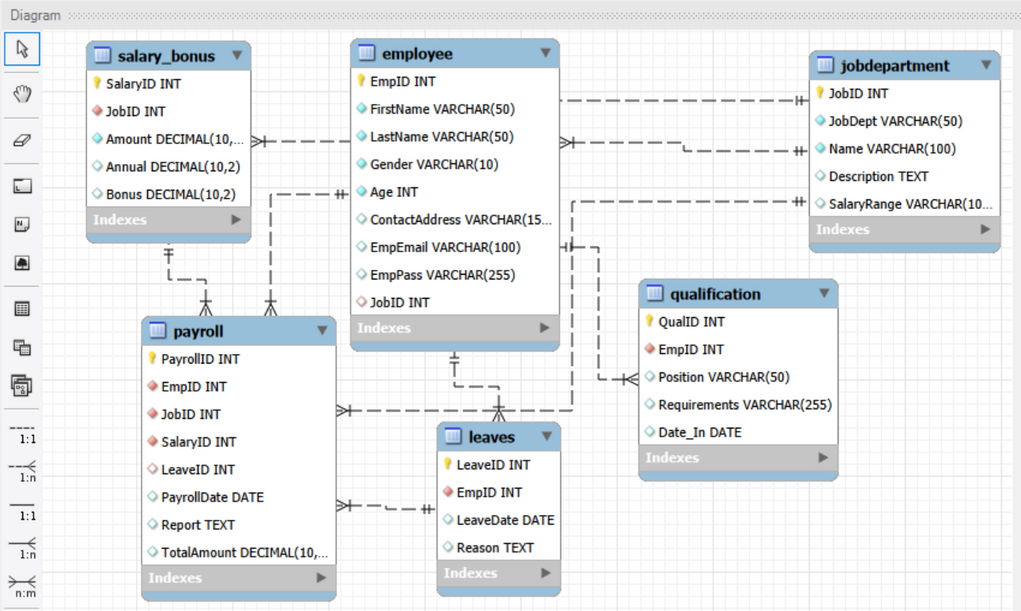 Diagram
salary_bonus
SalaryID INT
JobID INT
Amount DECIMAL(10,...
Annual DECIMAL(10,2)
Bonus DECIMAL(10,2)
Indexes
employee
EmpID INT
FirstName VARCHAR(50)
LastName VARCHAR(50)
Gender VARCHAR(10)
Age INT
ContactAddress VARCHAR(15...
EmpEmail VARCHAR(100)
EmpPass VARCHAR(255)
JobID INT
Indexes
jobdepartment
JobID INT
JobDept VARCHAR(50)
Name VARCHAR(100)
Description TEXT
SalaryRange VARCHAR(10...
Indexes
payroll
PayrollID INT
EmpID INT
JobID INT
SalaryID INT
LeaveID INT
PayrollDate DATE
Report TEXT
TotalAmount DECIMAL(10,...
Indexes
leaves
LeaveID INT
EmpID INT
LeaveDate DATE
Reason TEXT
Indexes
qualification
QualID INT
EmpID INT
Position VARCHAR(50)
Requirements VARCHAR(255)
Date_In DATE
Indexes
1:1
1:n
1:1
1:n
n:m